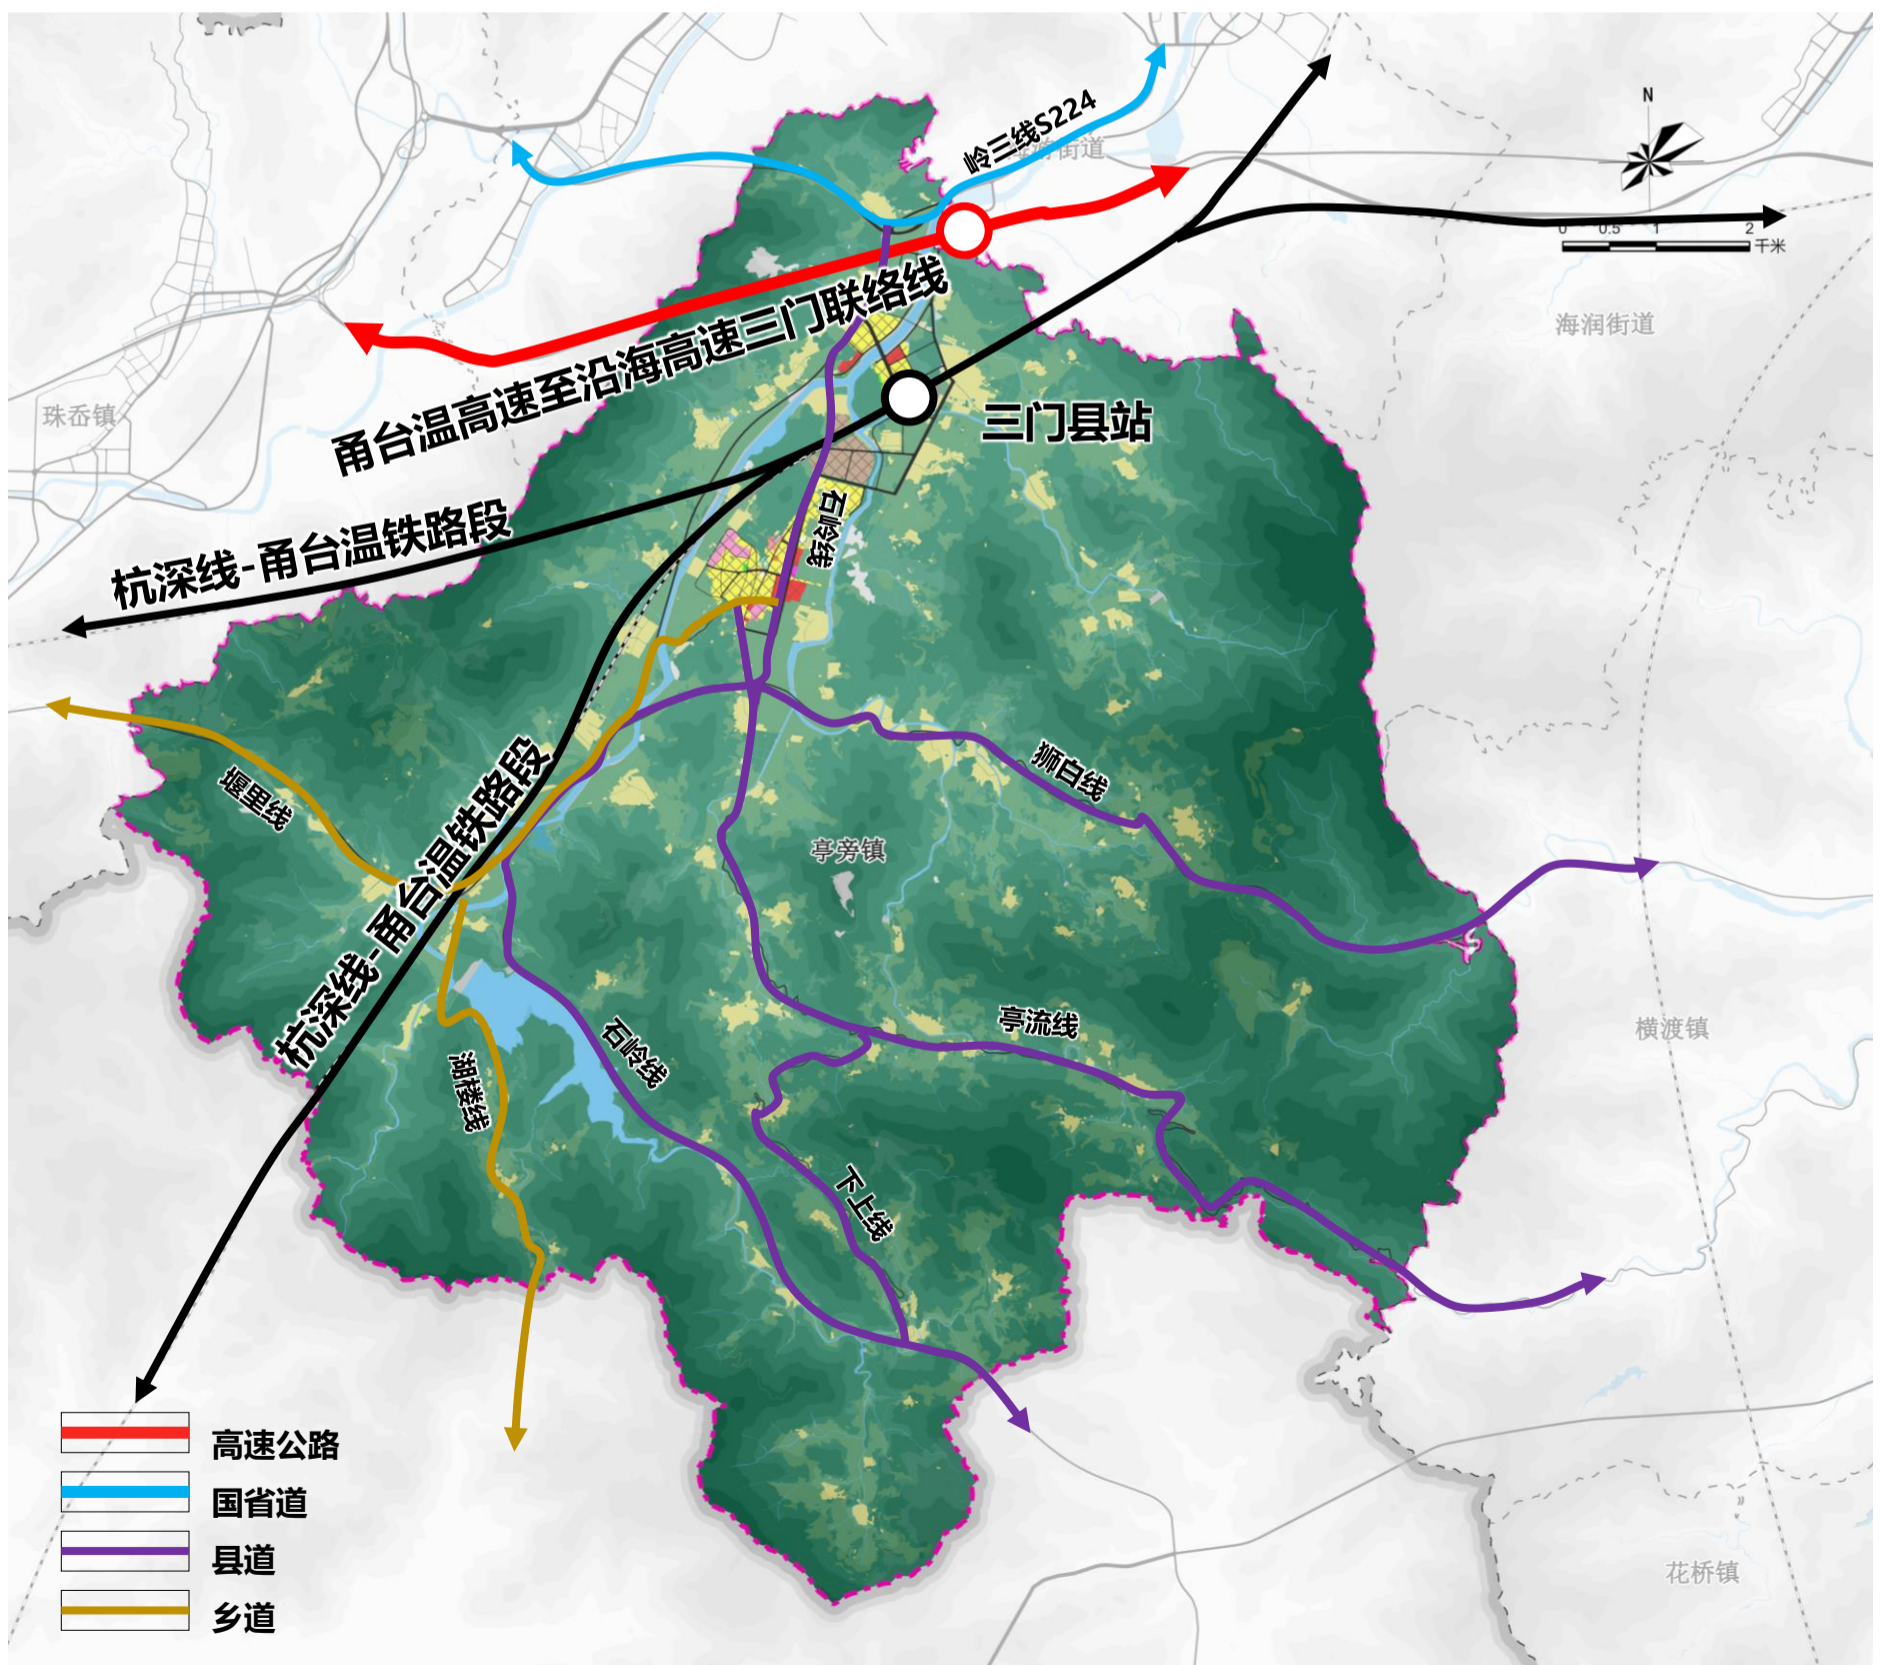 岭三线S224
海游街道
N
0 0.5 1 2
千米
海润街道
甬台温高速至沿海高速三门联络线
珠岙镇
三门县站
石岭线
杭深线-甬台温铁路段
堰里线
狮白线
杭深线-甬台温铁路段
亭旁镇
亭流线
横渡镇
石岭线
湖楼线
下上线
高速公路
国省道
县道
乡道
花桥镇